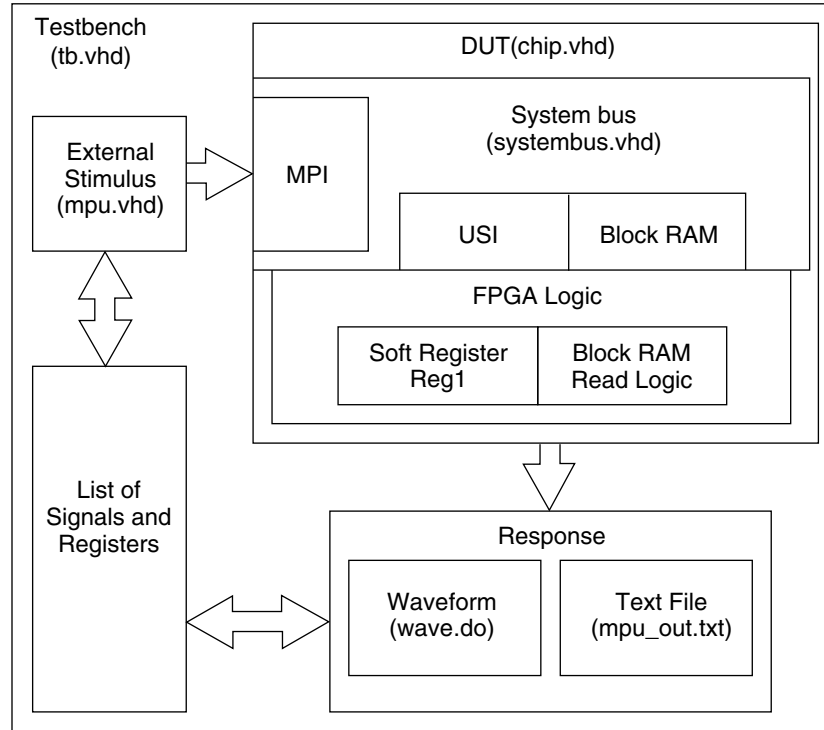 Testbench
(tb.vhd)
DUT(chip.vhd)
System bus
(systembus.vhd)
External
Stimulus
(mpu.vhd)
MPI
USI
Block RAM
FPGA Logic
Soft Register
Reg1
Block RAM
Read Logic
List of
Signals and
Registers
Response
Waveform
(wave.do)
Text File
(mpu_out.txt)